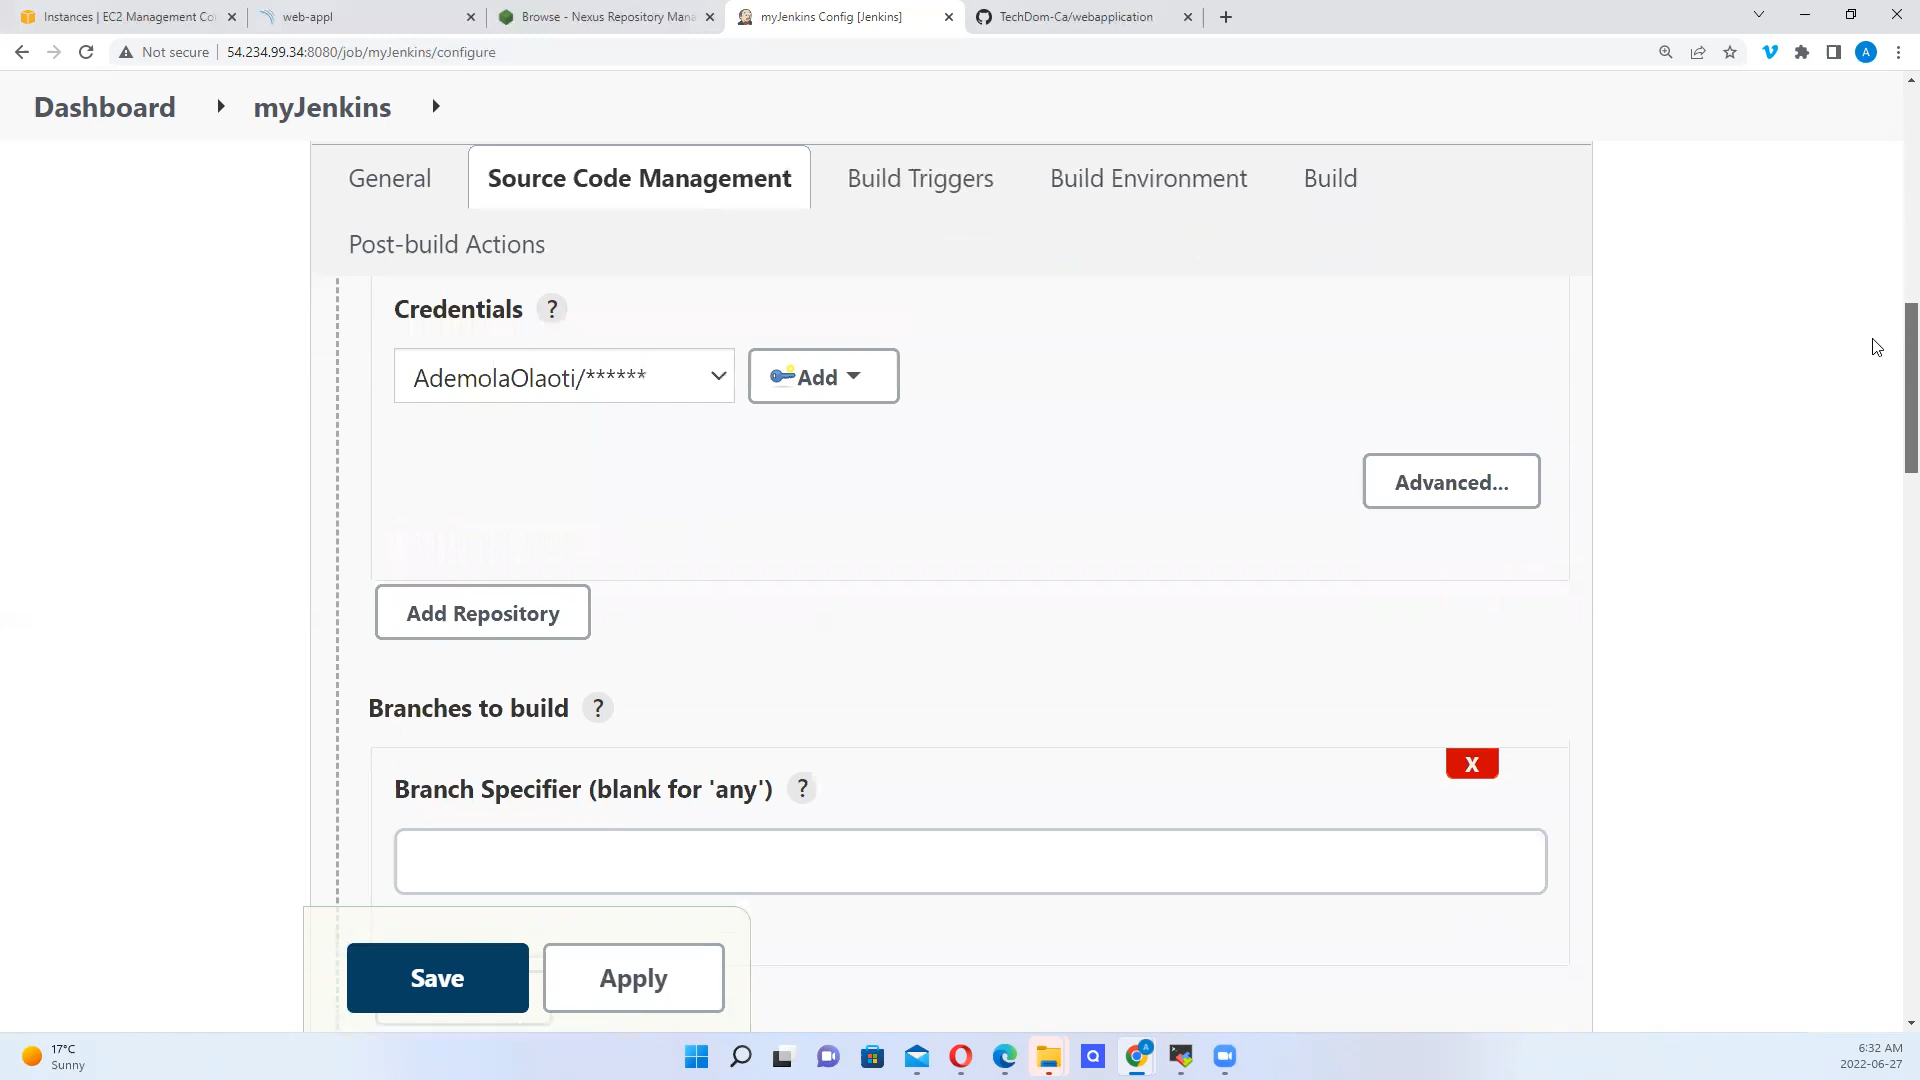 Instances | EC2 Management Co
web-appl
Browse - Nexus Repository Mana
myJenkins Config [Jenkins]
TechDom-Ca/webapplication
Not secure
54.234.99.34:8080/job/myJenkins/configure
A
Dashboard
myJenkins
General
Source Code Management
Build Triggers
Build Environment
Build
Post-build Actions
Credentials ?
AdemolaOlaoti/******
Add
Advanced...
Add Repository
Branches to build ?
X
Branch Specifier (blank for 'any') ?
Save
Apply
17°C
Sunny
6:32 AM
2022-06-27